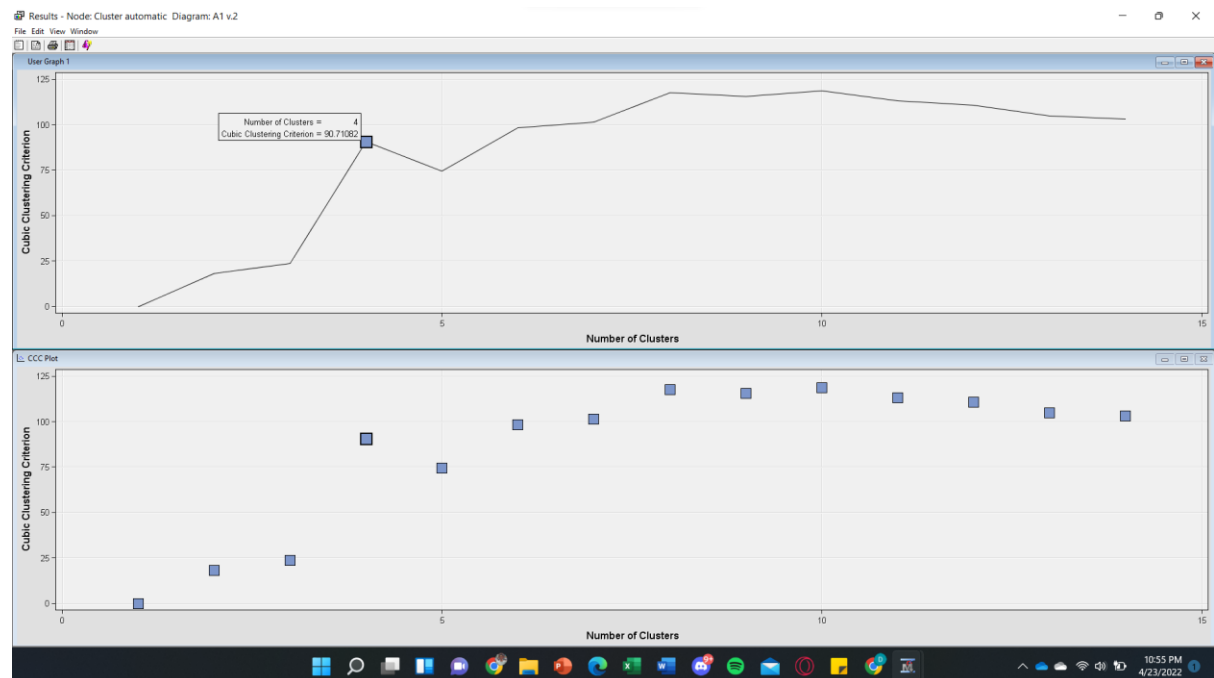 Results - Node: Cluster automatic Diagram: A1 v.2
File Edit View Window
User Graph 1
125
100
75
50
25
0
Cubic Clustering Criterion
Number of Clusters = 4
Cubic Clustering Criterion = 90.71082
0 5 10 15
Number of Clusters
CCC Plot
125
100
75
50
25
0
Cubic Clustering Criterion
0 5 10 15
Number of Clusters
10:55 PM
4/23/2022